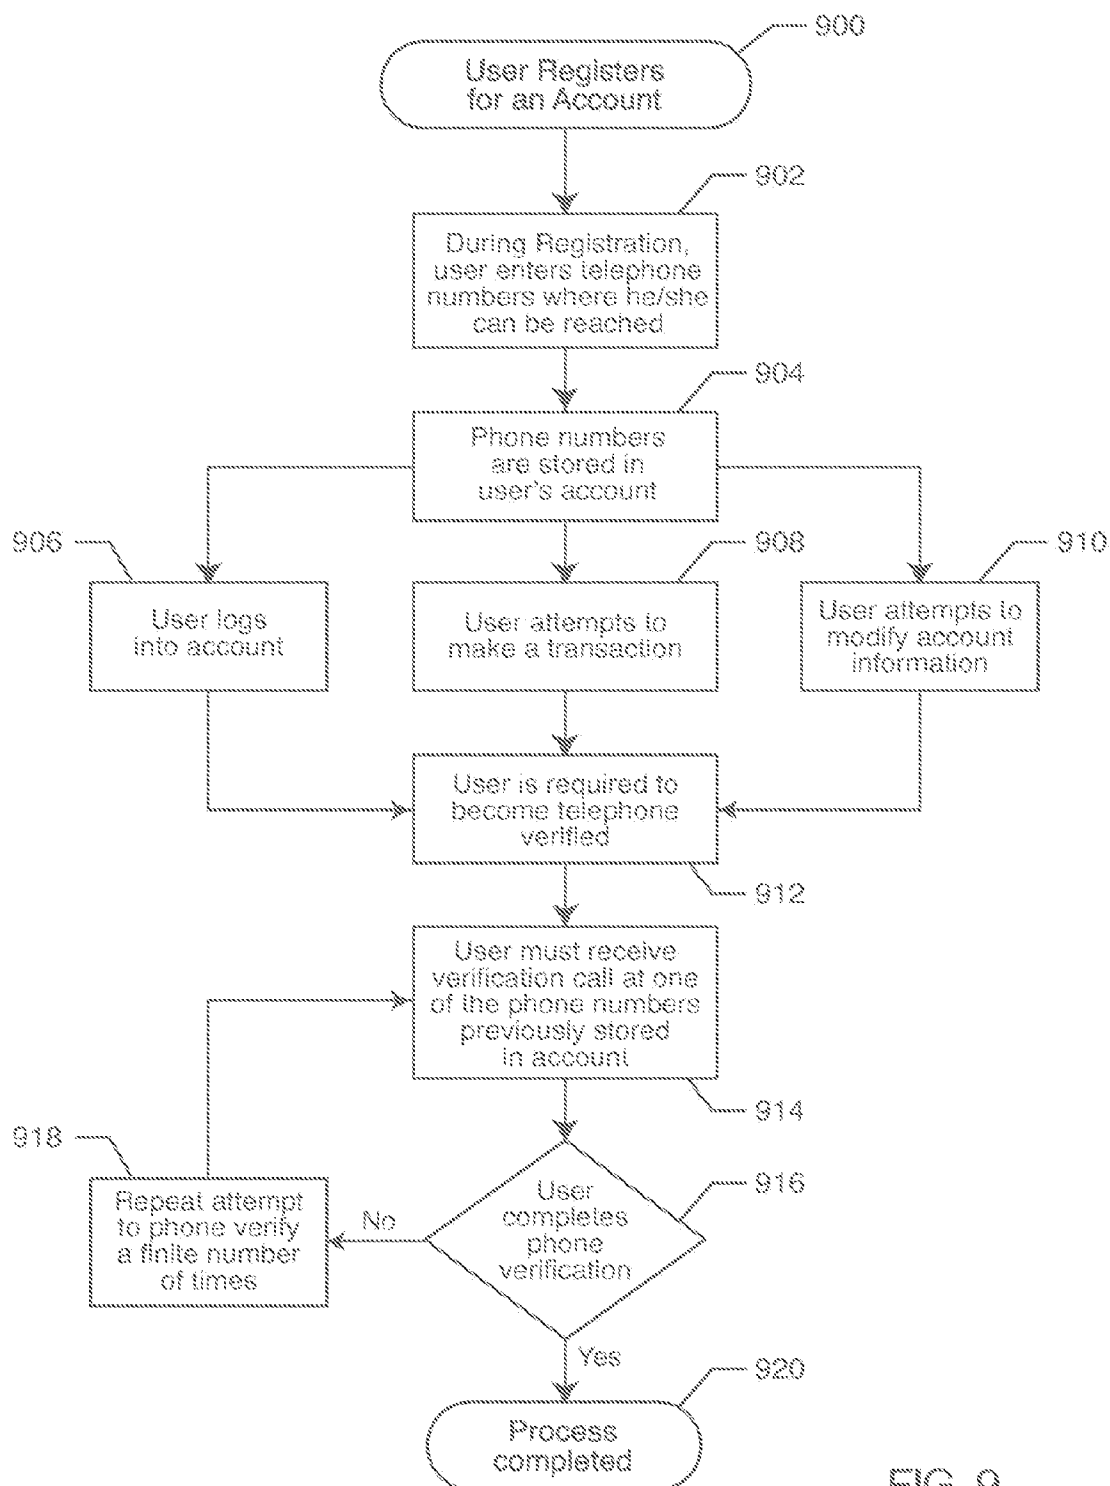 900
User Registers
for an Account
902
During Registration,
user enters telephone
numbers where he/she
can be reached
904
Phone numbers
are stored in
user's account
906
User logs
into account
908
User attempts to
make a transaction
910
User attempts to
modify account
information
User is required to
become telephone
verified
912
User must receive
verification call at one
of the phone numbers
previously stored
in account
914
916
User
completes
phone
verification
918
Repeat attempt
to phone verify
a finite number
of times
No
Yes
920
Process
completed
FIG. 9